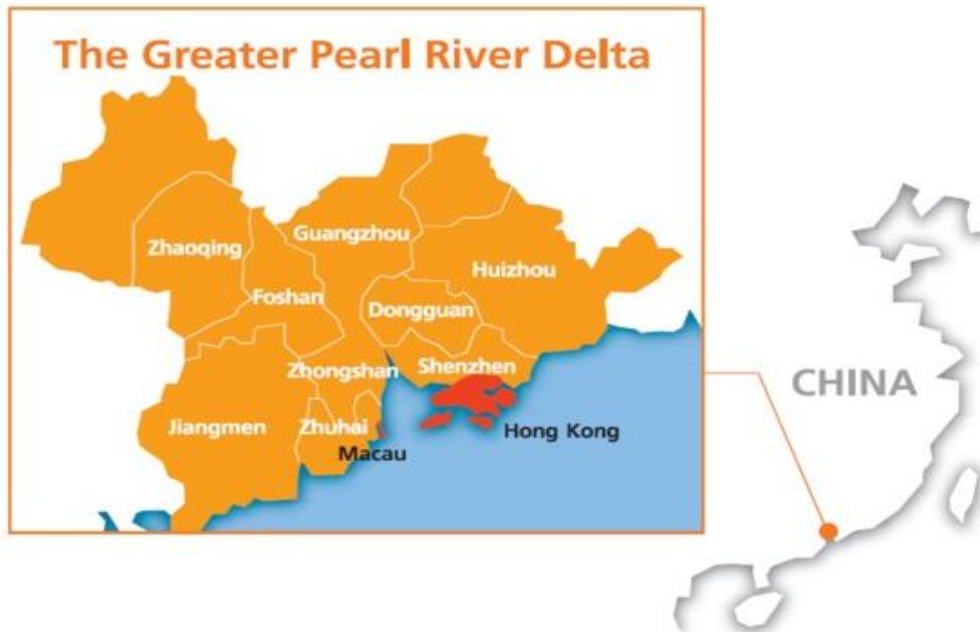 The Greater Pearl River Delta
Zhaoqing
Guangzhou
Huizhou
Foshan
Dongguan
Zhongshan
Shenzhen
Jiangmen
Zhuhai
Macau
Hong Kong
CHINA